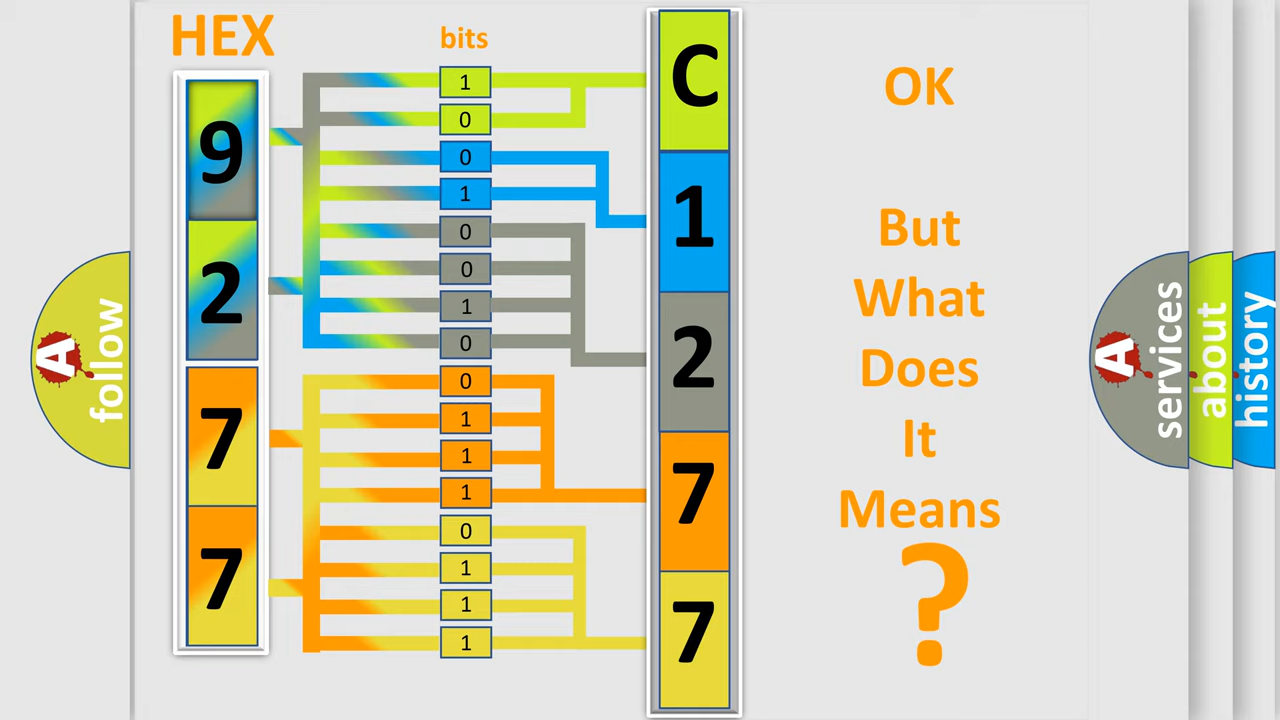 HEX
bits
9
2
7
7
1
0
0
1
0
0
1
0
0
1
1
1
0
1
1
1
C
1
2
7
7
OK
But
What
Does
It
Means
?
A
follow
A
services
about
history